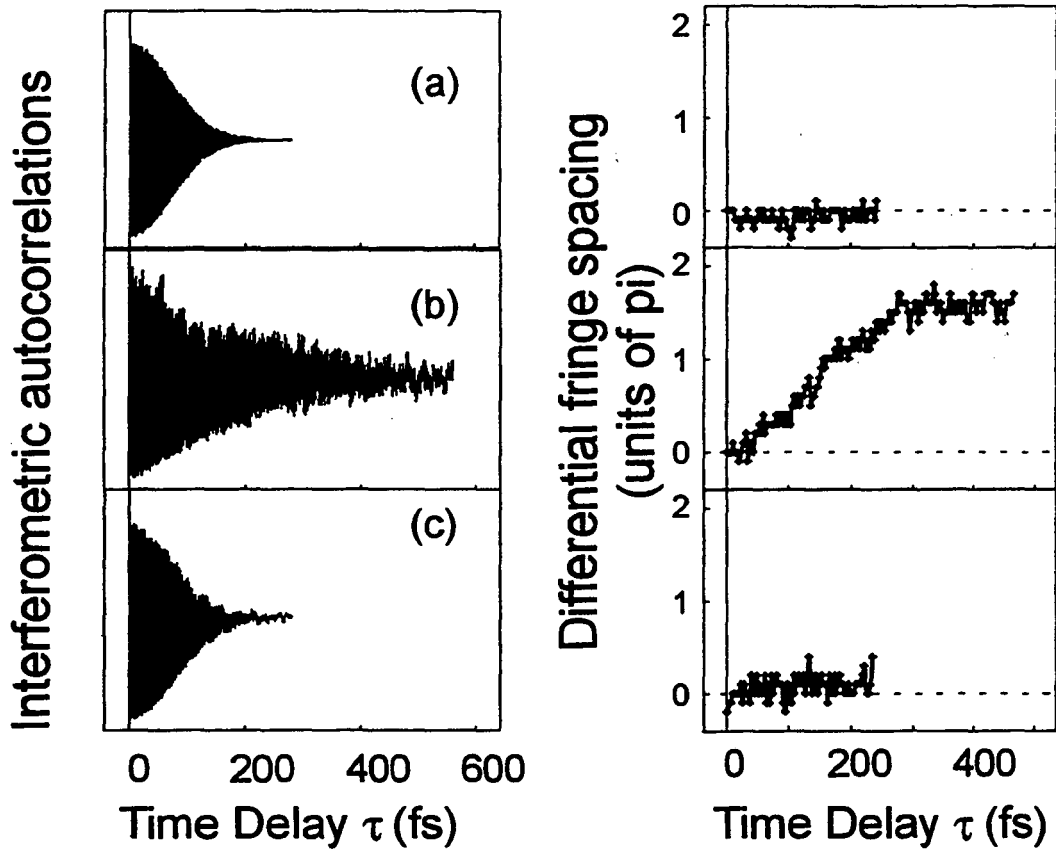 Interferometric autocorrelations
(a)
(b)
(c)
0 200 400 600
Time Delay τ (fs)
Differential fringe spacing
(units of pi)
2
1
0
2
1
0
2
1
0
0 200 400
Time Delay τ (fs)